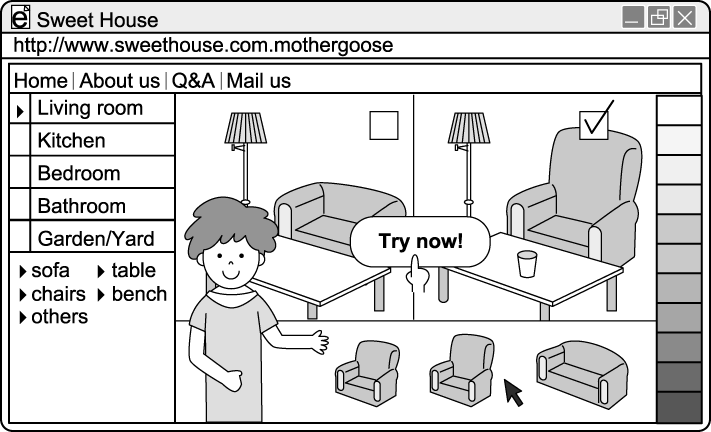 e Sweet House
http://www.sweethouse.com.mothergoose
Home | About us | Q&A | Mail us
Living room
Kitchen
Bedroom
Bathroom
Garden/Yard
sofa table
chairs bench
others
Try now!